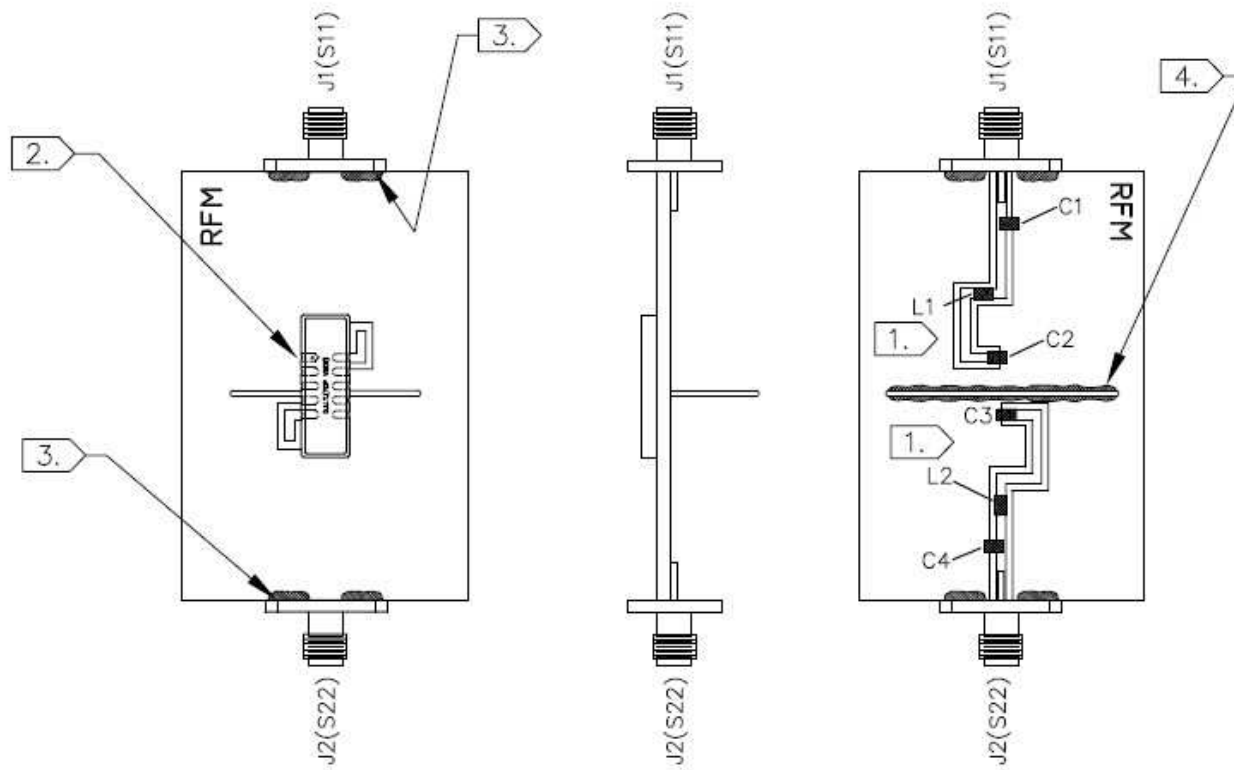 J1(S11)
3.
2.
RFM
3.
J2(S22)
J1(S11)
J2(S22)
J1(S11)
4.
C1
RFM
L1
1.
C2
C3
1.
L2
C4
J2(S22)